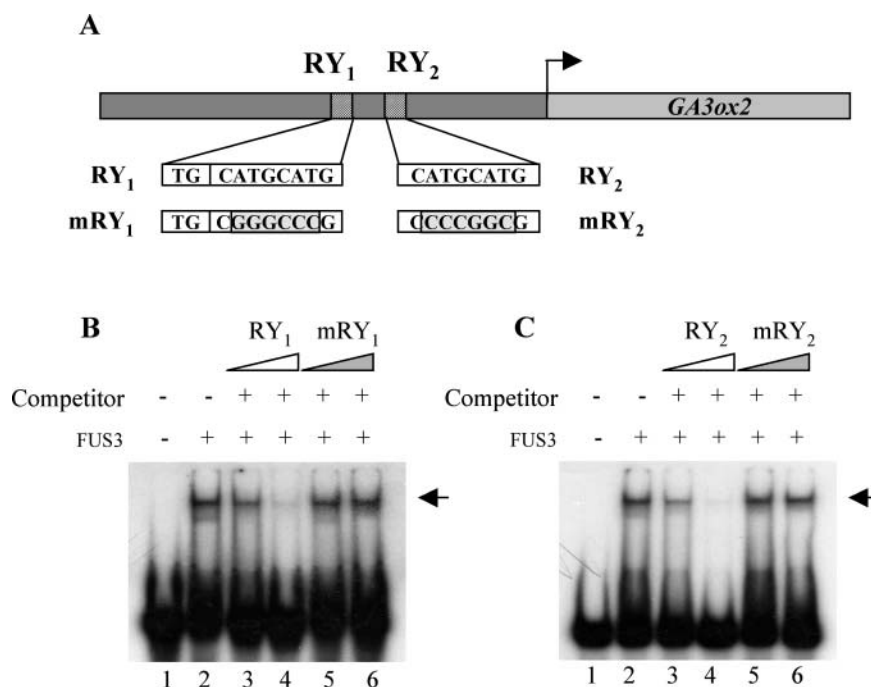 A
RY1 RY2
GA3ox2
RY1 TG CATGCATG CATGCATG RY2
mRY1 TG CGGGCCCG CCCCGGCG mRY2
B
RY1 mRY1
Competitor - - + + + +
FUS3 - + + + + +
1 2 3 4 5 6
C
RY2 mRY2
Competitor - - + + + +
FUS3 - + + + + +
1 2 3 4 5 6